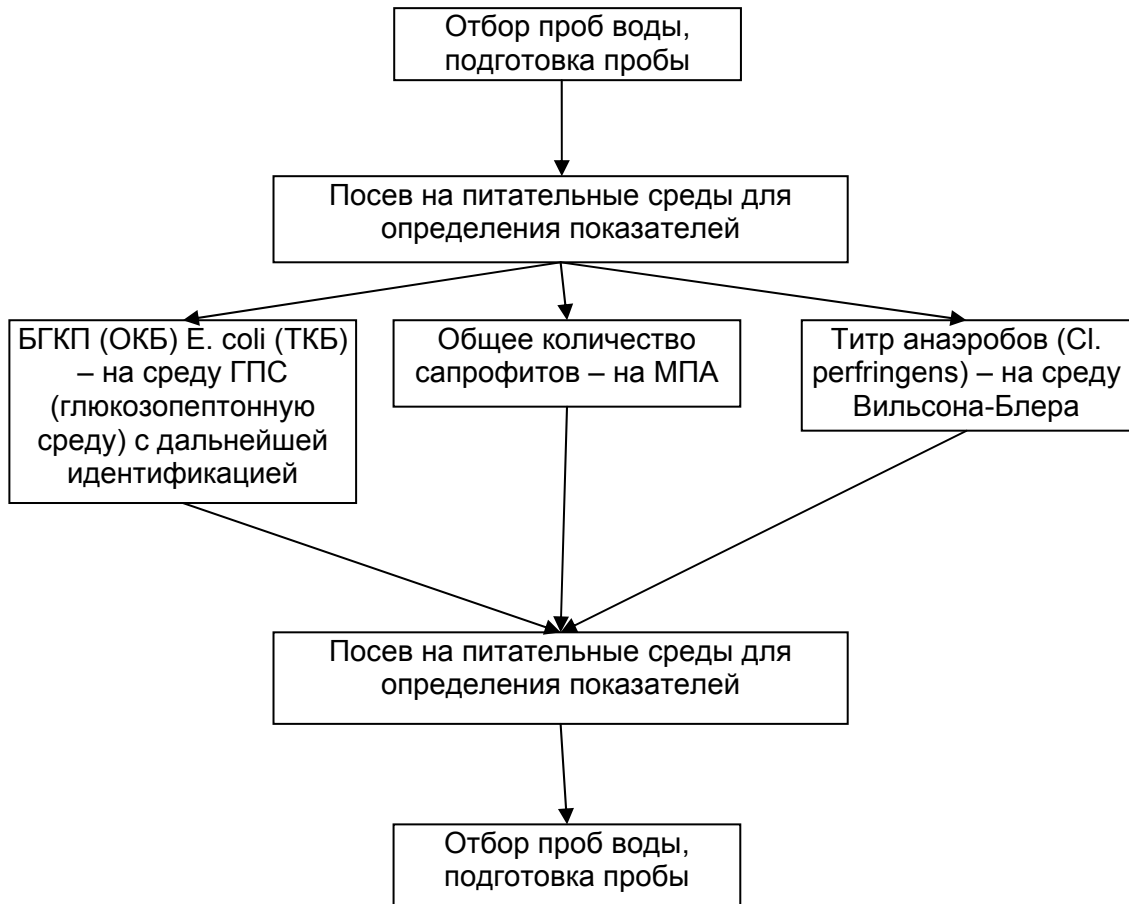 Отбор проб воды,
подготовка пробы
Посев на питательные среды для
определения показателей
БГКП (ОКБ) E. coli (ТКБ)
– на среду ГПС
(глюкозопептонную
среду) с дальнейшей
идентификацией
Общее количество
сапрофитов – на МПА
Титр анаэробов (Cl.
perfringens) – на среду
Вильсона-Блера
Посев на питательные среды для
определения показателей
Отбор проб воды,
подготовка пробы